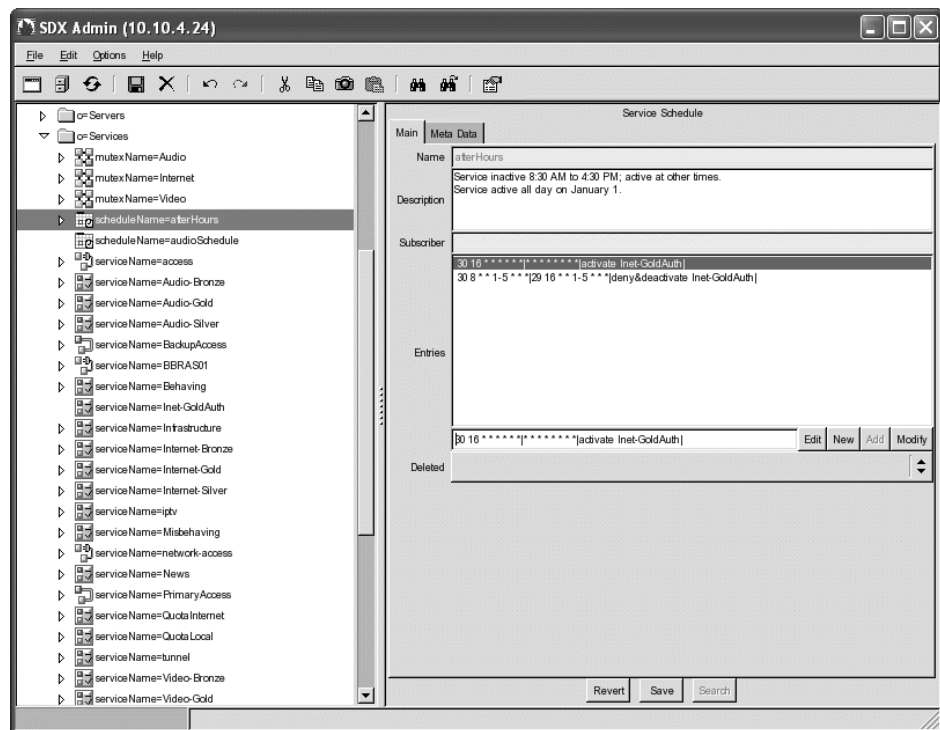 SDX Admin (10.10.4.24)
File Edit Options Help
o=Servers
o=Services
mutexName=Audio
mutexName=Internet
mutexName=Video
scheduleName=afterHours
scheduleName=audioSchedule
serviceName=access
serviceName=Audio-Bronze
serviceName=Audio-Gold
serviceName=Audio-Silver
serviceName=BackupAccess
serviceName=BBRAS01
serviceName=Behaving
serviceName=Inet-GoldAuth
serviceName=Infrastructure
serviceName=Internet-Bronze
serviceName=Internet-Gold
serviceName=Internet-Silver
serviceName=iptv
serviceName=Misbehaving
serviceName=network-access
serviceName=News
serviceName=PrimaryAccess
serviceName=QuotaInternet
serviceName=QuotaLocal
serviceName=tunnel
serviceName=Video-Bronze
serviceName=Video-Gold
Service Schedule
Main Meta Data
Name afterHours
Description
Service inactive 8:30 AM to 4:30 PM; active at other times.
Service active all day on January 1.
Subscriber
Entries
30 16 * * * * * *|* * * * * * * *|activate Inet-GoldAuth|
30 8 * * 1-5 * * *|29 16 * * 1-5 * * *|deny&deactivate Inet-GoldAuth|
30 16 * * * * * *|* * * * * * * *|activate Inet-GoldAuth| Edit New Add Modify
Deleted
Revert Save Search